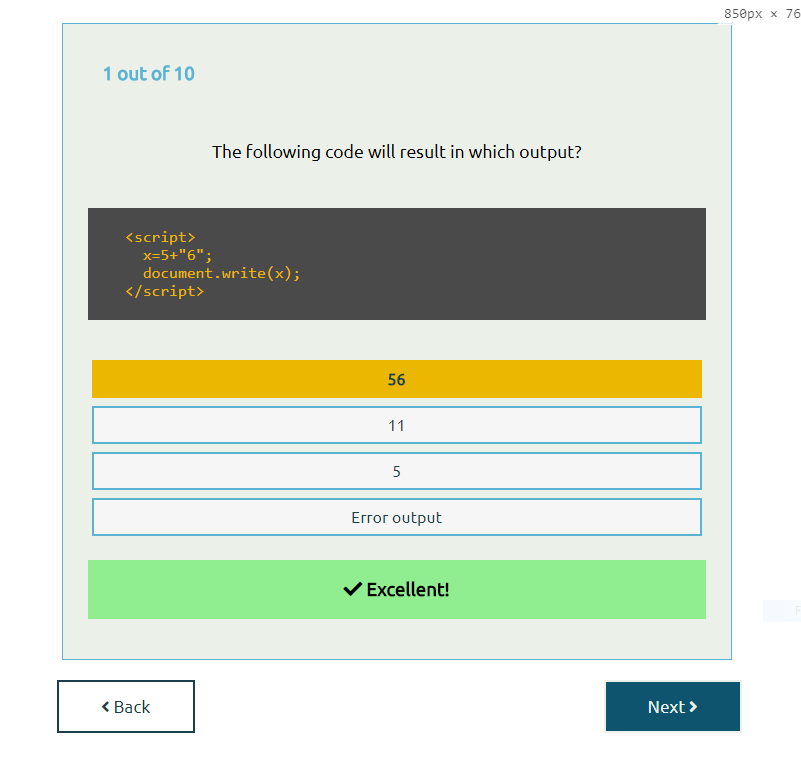 850px × 76
1 out of 10
The following code will result in which output?
<script>
x=5+"6";
document.write(x);
</script>
56
11
5
Error output
Excellent!
Back
Next